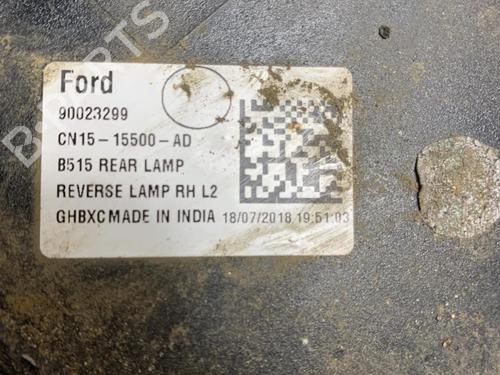 Ford
90023299
CN15-15500-AD
B515 REAR LAMP
REVERSE LAMP RH L2
GHBXC MADE IN INDIA 18/07/2018 19:51:03